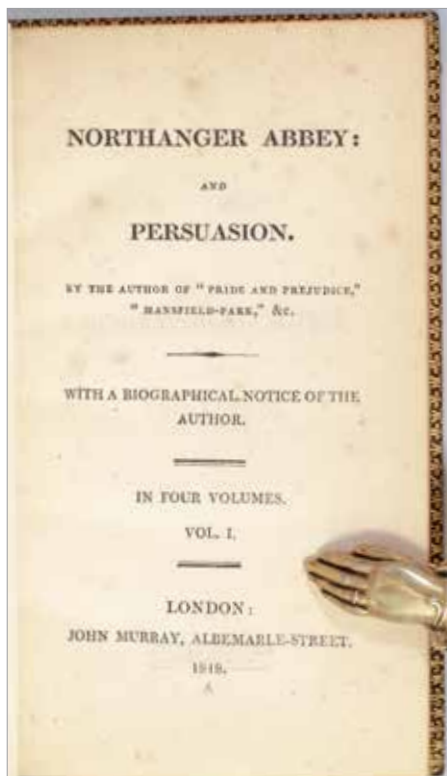 NORTHANGER ABBEY:
AND
PERSUASION.
BY THE AUTHOR OF "PRIDE AND PREJUDICE,"
"MANSFIELD-PARK," &c.
WITH A BIOGRAPHICAL NOTICE OF THE
AUTHOR.
IN FOUR VOLUMES.
VOL. I.
LONDON:
JOHN MURRAY, ALBEMARLE-STREET.
1818.